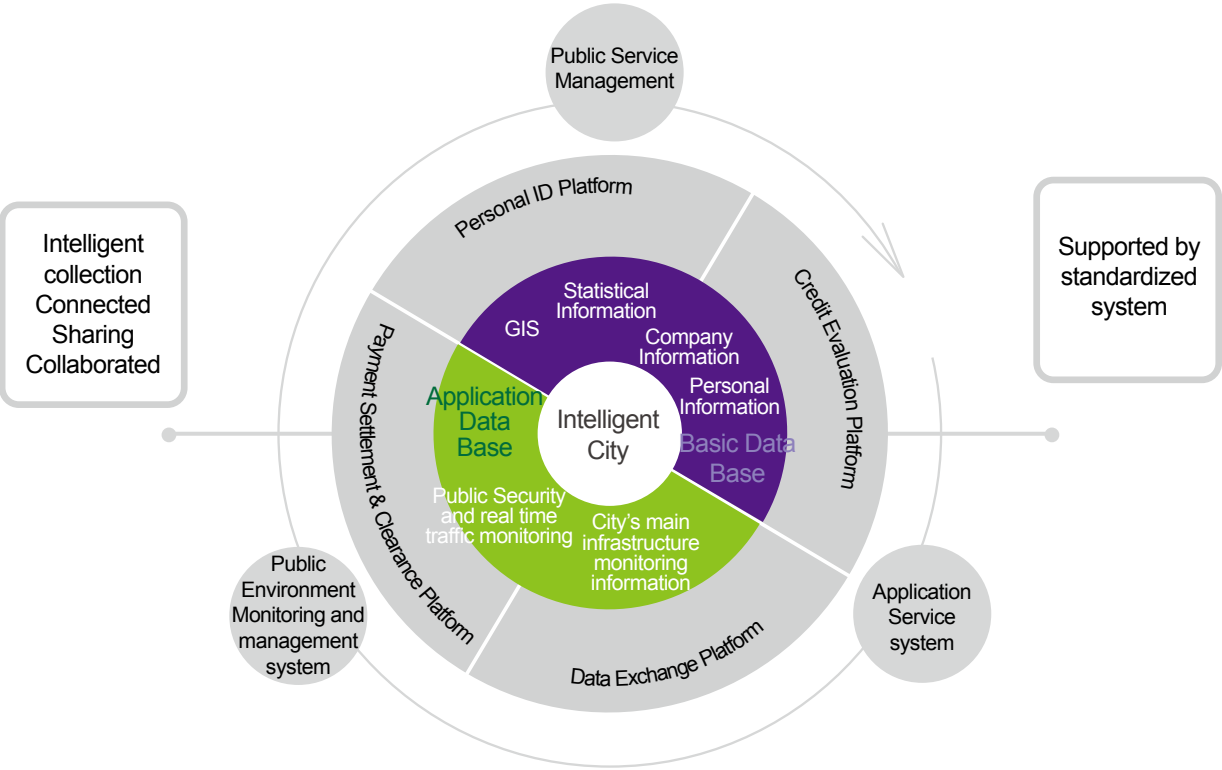 Public Service
Management
Personal ID Platform
Credit Evaluation Platform
Intelligent
collection
Connected
Sharing
Collaborated
Supported by
standardized
system
Statistical
Information
GIS
Company
Information
Personal
Information
Basic Data
Base
Application
Data
Base
Intelligent
City
Payment Settlement & Clearance Platform
Public Security
and real time
traffic monitoring
City's main
infrastructure
monitoring
information
Data Exchange Platform
Public
Environment
Monitoring and
management
system
Application
Service
system